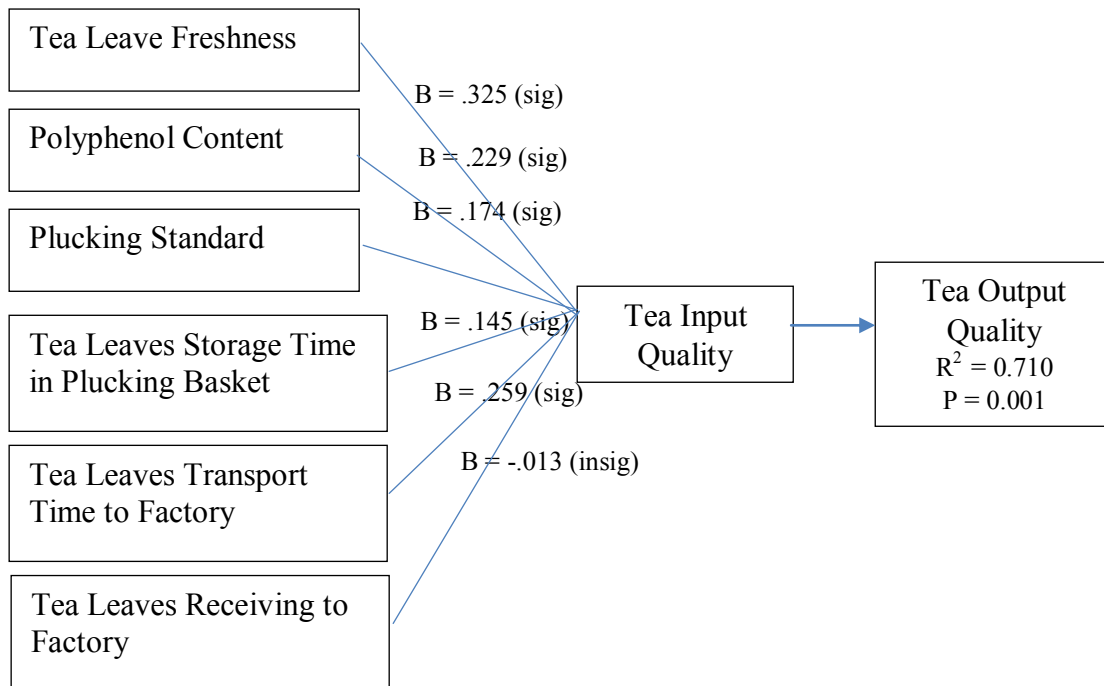 Tea Leave Freshness
B = .325 (sig)
Polyphenol Content
B = .229 (sig)
B = .174 (sig)
Plucking Standard
Tea Input
Quality
Tea Output
Quality
R² = 0.710
P = 0.001
Tea Leaves Storage Time
in Plucking Basket
B = .145 (sig)
B = .259 (sig)
Tea Leaves Transport
Time to Factory
B = -.013 (insig)
Tea Leaves Receiving to
Factory